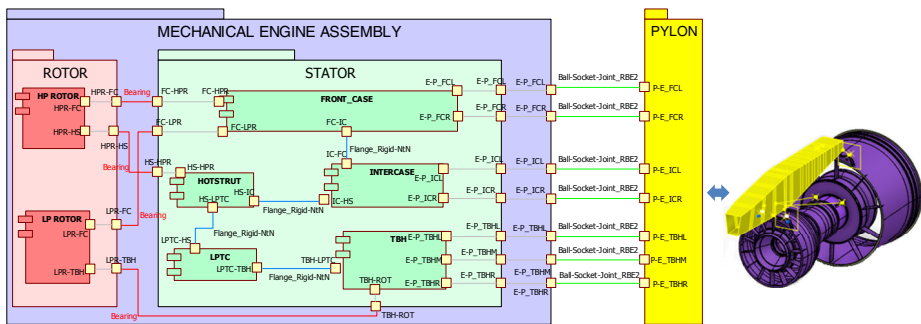 MECHANICAL ENGINE ASSEMBLY
PYLON
ROTOR
STATOR
HP ROTOR
HPR-FC
HPR-HS
HPR-FC
HPR-HS
Bearing
Bearing
FC-HPR
FC-HPR
FC-LPR
FC-LPR
FRONT_CASE
FC-IC
E-P_FCL
E-P_FCR
E-P_FCL
E-P_FCR
E-P_FCL
E-P_FCR
Ball-Socket-Joint_RBE2
Ball-Socket-Joint_RBE2
P-E_FCL
P-E_FCR
Flange_Rigid-NtN
HS-HPR
HS-HPR
HOTSTRUT
HS-IC
HS-LPTC
Flange_Rigid-NtN
IC-FC
IC-HS
INTERCASE
E-P_ICL
E-P_ICR
E-P_ICL
E-P_ICR
E-P_ICL
E-P_ICR
Ball-Socket-Joint_RBE2
Ball-Socket-Joint_RBE2
P-E_ICL
P-E_ICR
LP ROTOR
LPR-FC
LPR-TBH
LPR-FC
LPR-TBH
Bearing
Bearing
LPTC-HS
LPTC
LPTC-TBH
Flange_Rigid-NtN
TBH-LPTC
TBH
TBH-ROT
TBH-ROT
E-P_TBHL
E-P_TBHM
E-P_TBHR
E-P_TBHL
E-P_TBHM
E-P_TBHR
E-P_TBHL
E-P_TBHM
E-P_TBHR
Ball-Socket-Joint_RBE2
Ball-Socket-Joint_RBE2
Ball-Socket-Joint_RBE2
P-E_TBHL
P-E_TBHM
P-E_TBHR